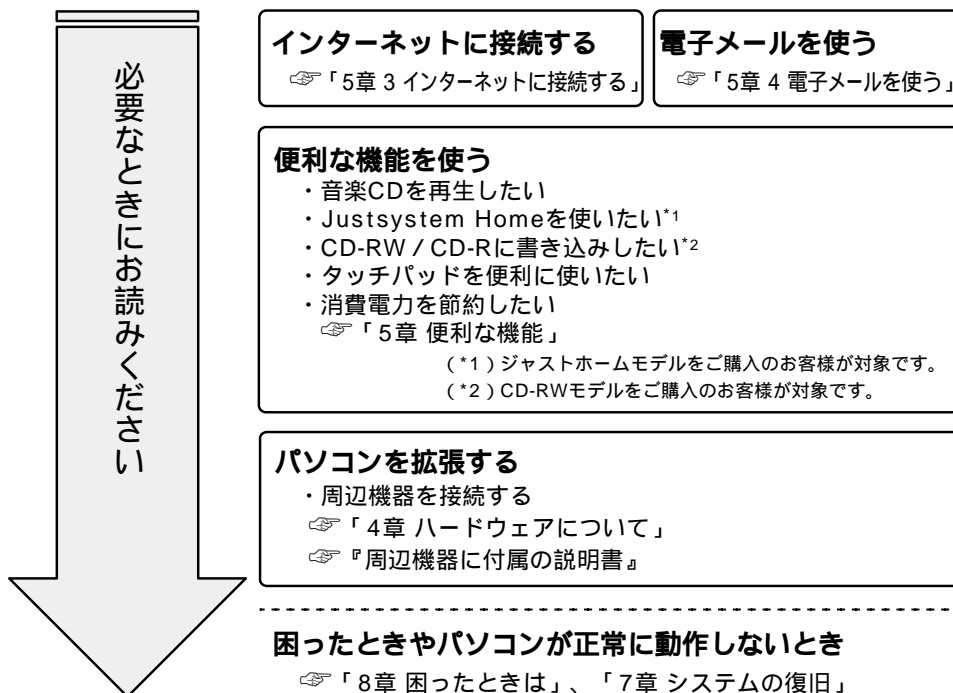 必要なときにお読みください
インターネットに接続する
☞「5章 3 インターネットに接続する」
電子メールを使う
☞「5章 4 電子メールを使う」
便利な機能を使う
・音楽CDを再生したい
・Justsystem Homeを使いたい*1
・CD-RW／CD-Rに書き込みしたい*2
・タッチパッドを便利に使いたい
・消費電力を節約したい
☞「5章 便利な機能」
（*1）ジャストホームモデルをご購入のお客様が対象です。
（*2）CD-RWモデルをご購入のお客様が対象です。
パソコンを拡張する
・周辺機器を接続する
☞「4章 ハードウェアについて」
☞『周辺機器に付属の説明書』
困ったときやパソコンが正常に動作しないとき
☞「8章 困ったときは」、「7章 システムの復旧」